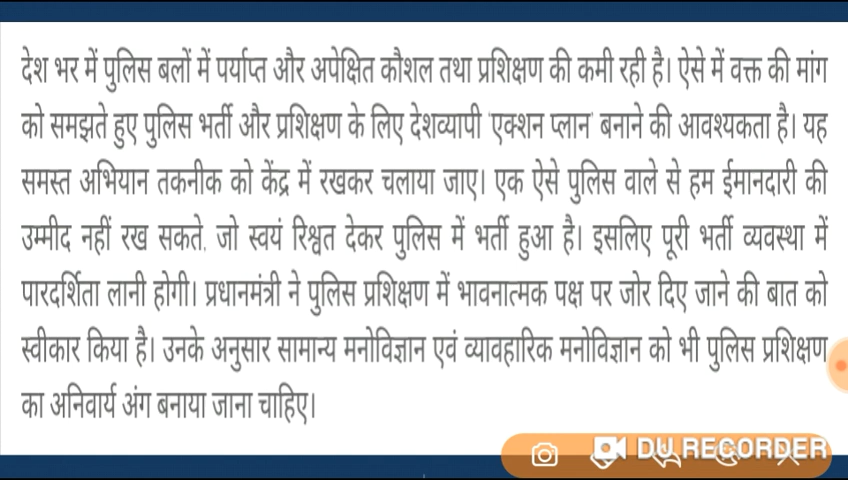 देश भर में पुलिस बलों में पर्याप्त और अपेक्षित कौशल तथा प्रशिक्षण की कमी रही है। ऐसे में वक्त की मांग
को समझते हुए पुलिस भर्ती और प्रशिक्षण के लिए देशव्यापी 'एक्शन प्लान' बनाने की आवश्यकता है। यह
समस्त अभियान तकनीक को केंद्र में रखकर चलाया जाए। एक ऐसे पुलिस वाले से हम ईमानदारी की
उम्मीद नहीं रख सकते, जो स्वयं रिश्वत देकर पुलिस में भर्ती हुआ है। इसलिए पूरी भर्ती व्यवस्था में
पारदर्शिता लानी होगी। प्रधानमंत्री ने पुलिस प्रशिक्षण में भावनात्मक पक्ष पर जोर दिए जाने की बात को
स्वीकार किया है। उनके अनुसार सामान्य मनोविज्ञान एवं व्यावहारिक मनोविज्ञान को भी पुलिस प्रशिक्षण
का अनिवार्य अंग बनाया जाना चाहिए।
DU RECORDER